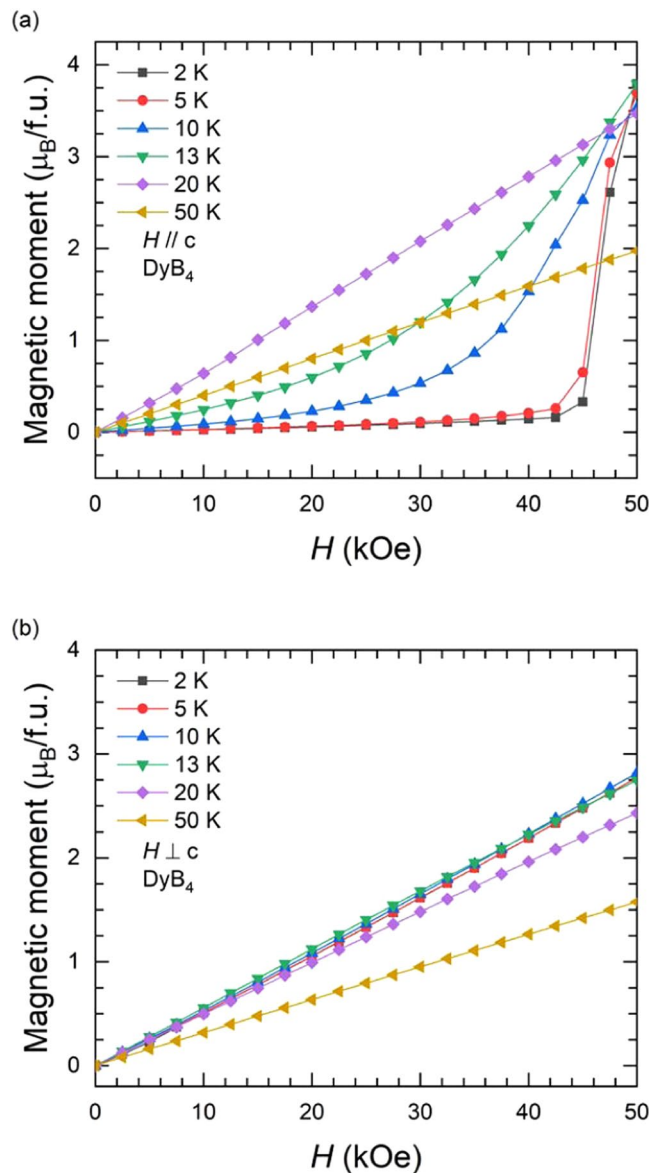 (a)
4
3
2
1
0
Magnetic moment (μB/f.u.)
2 K
5 K
10 K
13 K
20 K
50 K
H // c
DyB4
0 10 20 30 40 50
H (kOe)
(b)
4
3
2
1
0
Magnetic moment (μB/f.u.)
2 K
5 K
10 K
13 K
20 K
50 K
H ⊥ c
DyB4
0 10 20 30 40 50
H (kOe)